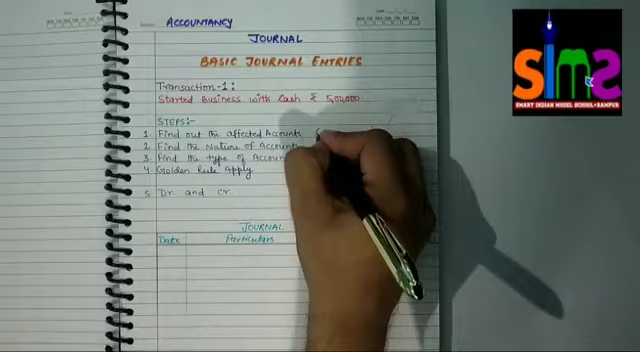 ACCOUNTANCY
JOURNAL
BASIC JOURNAL ENTRIES
Transaction-1:
Started Business with Cash ₹ 5,00,000
STEPS:-
1 Find out the affected Accounts
2 Find the Nature of Accounts
3 Find the type of Accoun
4 Golden Rule Apply
5 Dr. and cr.
JOURNAL
Date Particulars
SIMS
SMART INDIAN MODEL SCHOOL-RAMPUR